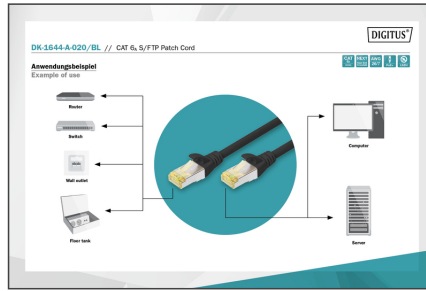 DIGITUS®
DK-1644-A-020/BL // CAT 6A S/FTP Patch Cord
Anwendungsbeispiel
Example of use
Router
Switch
Wall outlet
Floor tank
Computer
Server